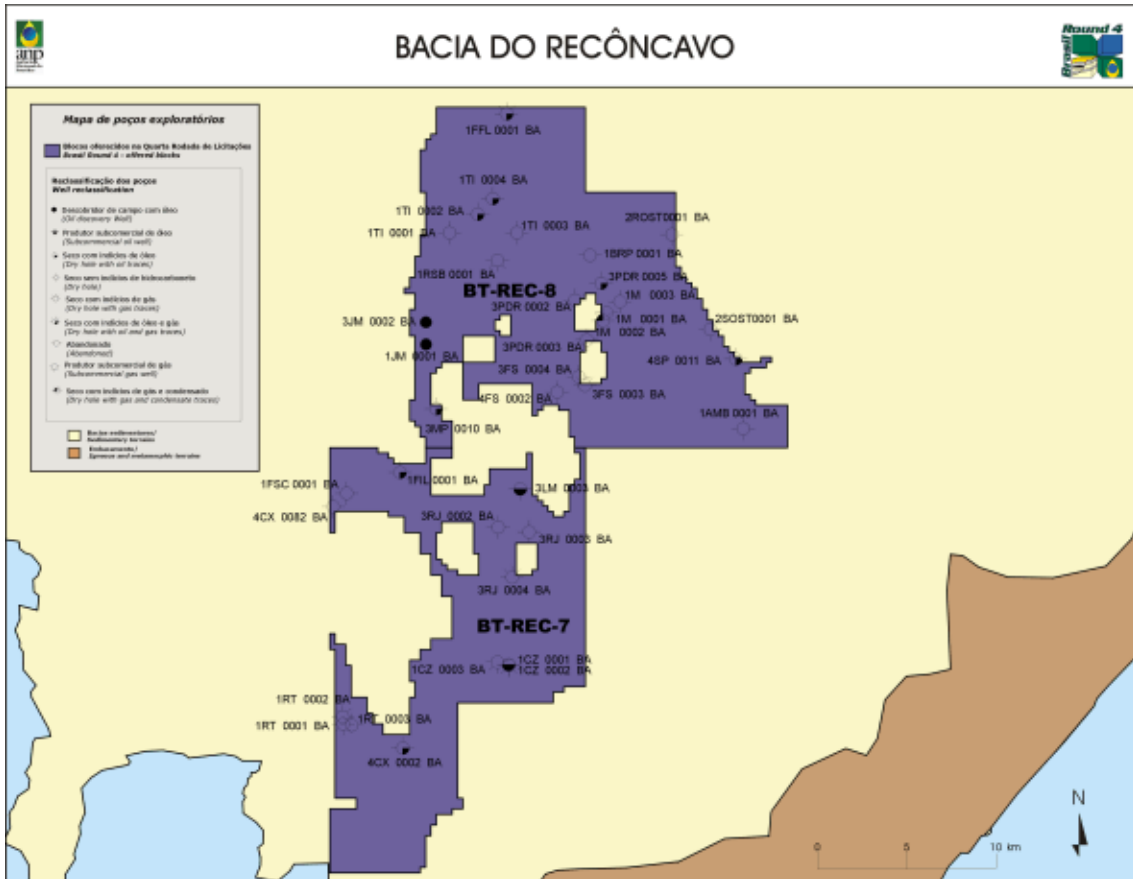 anp
BACIA DO RECÔNCAVO
Brasil Round 4
Mapa de poços exploratórios
Blocos oferecidos na Quarta Rodada de Licitações
Brasil Round 4 - offered blocks
Reclassificação dos poços
Well reclassification
Descobridor de campo com óleo
(Oil discovery Well)
Produtor subcomercial de óleo
(Subcommercial oil well)
Seco com indícios de óleo
(Dry hole with oil traces)
Seco sem indícios de hidrocarboneto
(Dry hole)
Seco com indícios de gás
(Dry hole with gas traces)
Seco com indícios de óleo e gás
(Dry hole with oil and gas traces)
Abandonado
(Abandoned)
Produtor subcomercial de gás
(Subcommercial gas well)
Seco com indícios de gás e condensado
(Dry hole with gas and condensate traces)
Bacias sedimentares/
Sedimentary terrains
Embasamento/
Igneous and metamorphic terrains
1FFL 0001 BA
1TI 0004 BA
1TI 0002 BA
1TI 0001 BA
1TI 0003 BA
2ROST0001 BA
1BRP 0001 BA
1RSB 0001 BA
3PDR 0005 BA
BT-REC-8
1M 0003 BA
3PDR 0002 BA
3JM 0002 BA
1M 0001 BA
2SOST0001 BA
1M 0002 BA
1JM 0001 BA
3PDR 0003 BA
4SP 0011 BA
3FS 0004 BA
3FS 0003 BA
4FS 0002 BA
1AMB 0001 BA
3MP 0010 BA
1FIL 0001 BA
1FSC 0001 BA
3LM 0003 BA
4CX 0082 BA
3RJ 0002 BA
3RJ 0003 BA
3RJ 0004 BA
BT-REC-7
1CZ 0001 BA
1CZ 0003 BA
1CZ 0002 BA
1RT 0002 BA
1RT 0003 BA
1RT 0001 BA
4CX 0002 BA
N
0 5 10 km